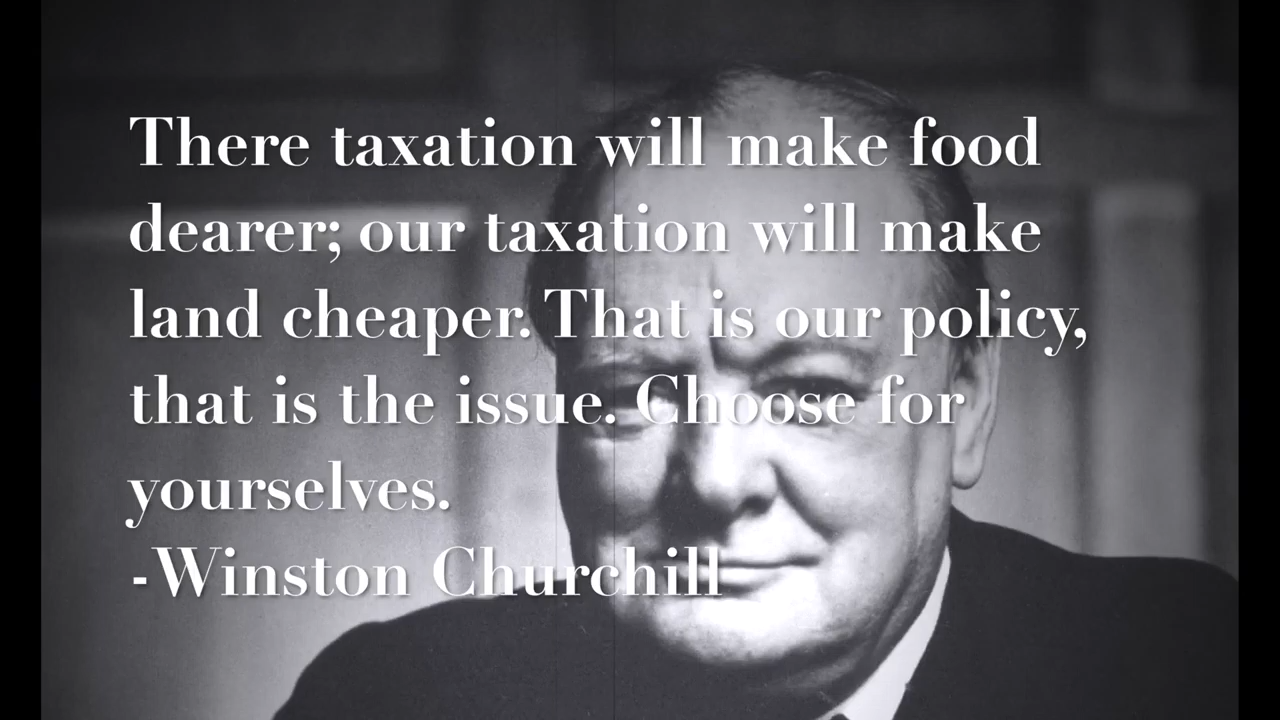 There taxation will make food
dearer; our taxation will make
land cheaper. That is our policy,
that is the issue. Choose for
yourselves.
-Winston Churchill